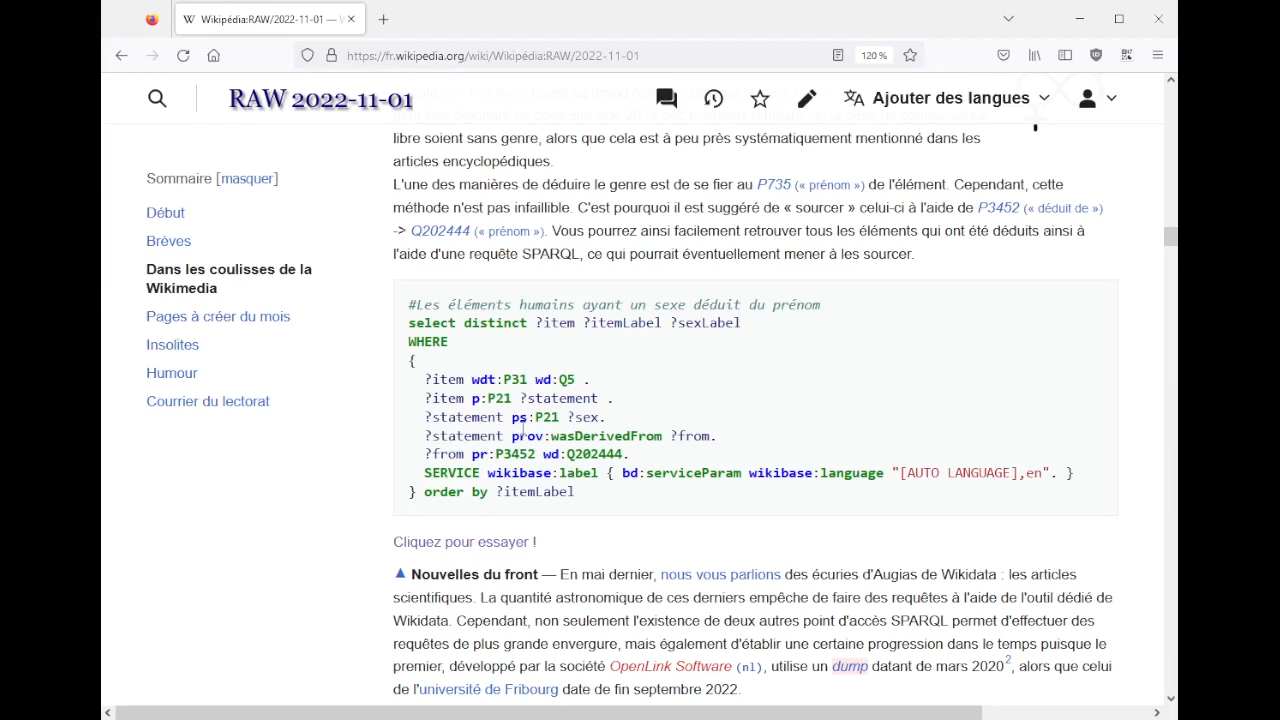 Wikipédia:RAW/2022-11-01 — W
https://fr.wikipedia.org/wiki/Wikipédia:RAW/2022-11-01
120 %
RAW 2022-11-01
Ajouter des langues
Sommaire [masquer]
Début
Brèves
Dans les coulisses de la
Wikimedia
Pages à créer du mois
Insolites
Humour
Courrier du lectorat
libre soient sans genre, alors que cela est à peu près systématiquement mentionné dans les
articles encyclopédiques.
L'une des manières de déduire le genre est de se fier au P735 (« prénom ») de l'élément. Cependant, cette
méthode n'est pas infaillible. C'est pourquoi il est suggéré de « sourcer » celui-ci à l'aide de P3452 (« déduit de »)
-> Q202444 (« prénom »). Vous pourrez ainsi facilement retrouver tous les éléments qui ont été déduits ainsi à
l'aide d'une requête SPARQL, ce qui pourrait éventuellement mener à les sourcer.
#Les éléments humains ayant un sexe déduit du prénom
select distinct ?item ?itemLabel ?sexLabel
WHERE
{
?item wdt:P31 wd:Q5 .
?item p:P21 ?statement .
?statement ps:P21 ?sex.
?statement prov:wasDerivedFrom ?from.
?from pr:P3452 wd:Q202444.
SERVICE wikibase:label { bd:serviceParam wikibase:language "[AUTO LANGUAGE],en". }
} order by ?itemLabel
Cliquez pour essayer !
Nouvelles du front — En mai dernier, nous vous parlions des écuries d'Augias de Wikidata : les articles
scientifiques. La quantité astronomique de ces derniers empêche de faire des requêtes à l'aide de l'outil dédié de
Wikidata. Cependant, non seulement l'existence de deux autres point d'accès SPARQL permet d'effectuer des
requêtes de plus grande envergure, mais également d'établir une certaine progression dans le temps puisque le
premier, développé par la société OpenLink Software (nl), utilise un dump datant de mars 2020², alors que celui
de l'université de Fribourg date de fin septembre 2022.